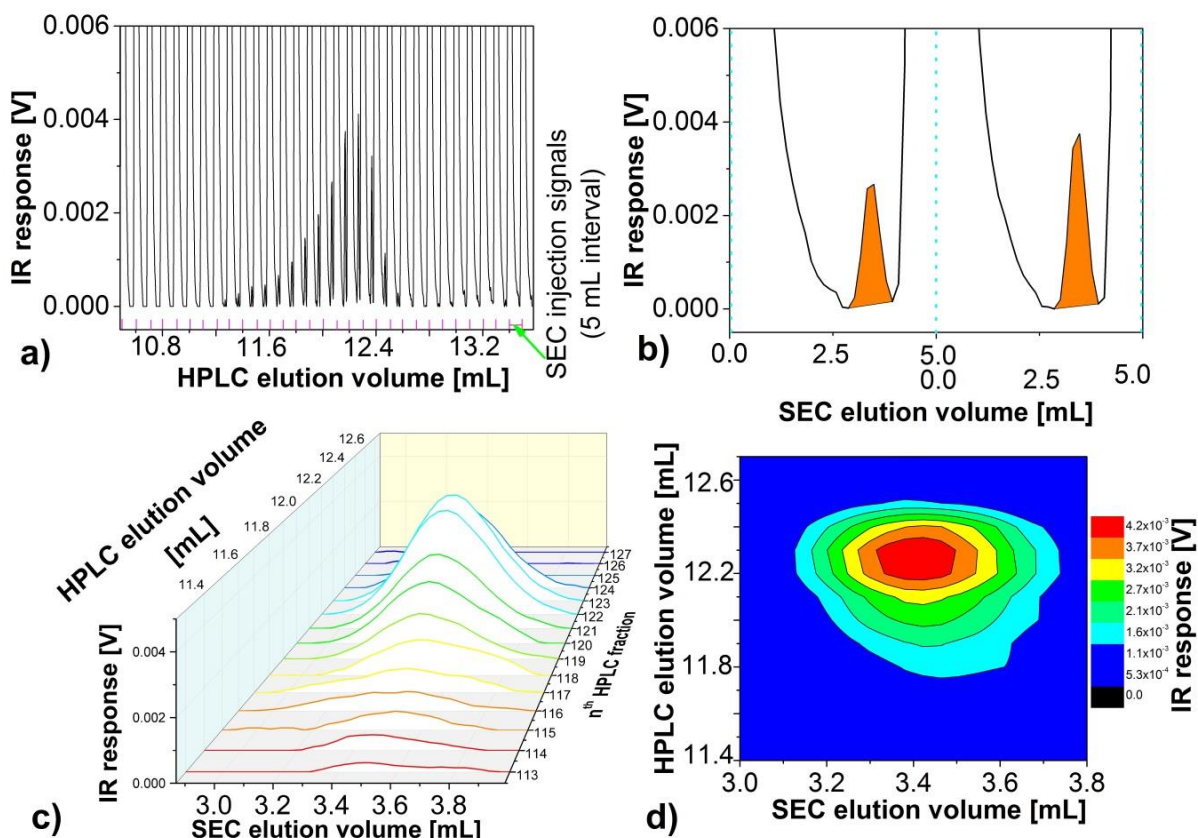 0.006
0.004
0.002
0.000
IR response [V]
10.8 11.6 12.4 13.2
HPLC elution volume [mL]
SEC injection signals
(5 mL interval)
a)
0.006
0.004
0.002
0.000
IR response [V]
0.0 2.5 5.0
0.0 2.5 5.0
SEC elution volume [mL]
b)
HPLC elution volume
[mL]
12.6
12.4
12.2
12.0
11.8
11.6
11.4
0.004
0.002
0.000
IR response [V]
127
126
125
124
123
122
121
120
119
118
117
116
115
114
113
nth HPLC fraction
3.0 3.2 3.4 3.6 3.8
SEC elution volume [mL]
c)
12.6
12.2
11.8
11.4
HPLC elution volume [mL]
3.0 3.2 3.4 3.6 3.8
SEC elution volume [mL]
4.2x10⁻³
3.7x10⁻³
3.2x10⁻³
2.7x10⁻³
2.1x10⁻³
1.6x10⁻³
1.1x10⁻³
5.3x10⁻⁴
0.0
IR response [V]
d)